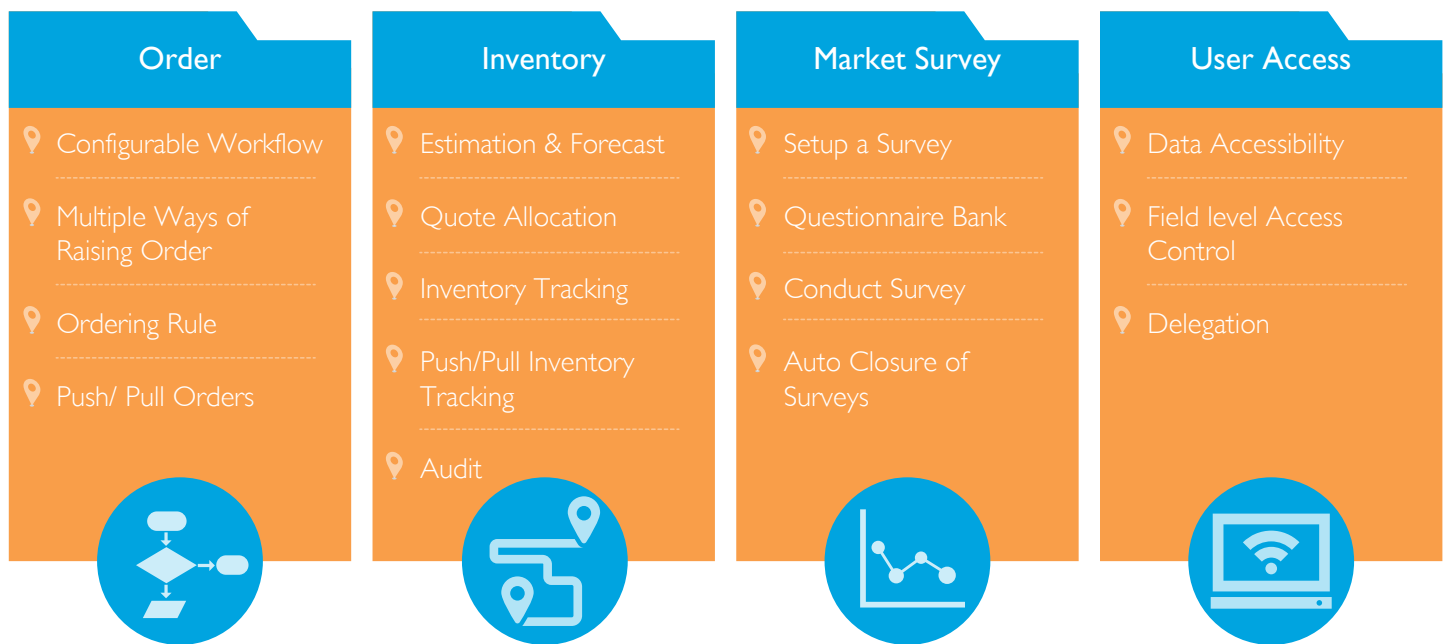 Order
Configurable Workflow
Multiple Ways of
Raising Order
Ordering Rule
Push/ Pull Orders
Inventory
Estimation & Forecast
Quote Allocation
Inventory Tracking
Push/Pull Inventory
Tracking
Audit
Market Survey
Setup a Survey
Questionnaire Bank
Conduct Survey
Auto Closure of
Surveys
User Access
Data Accessibility
Field level Access
Control
Delegation